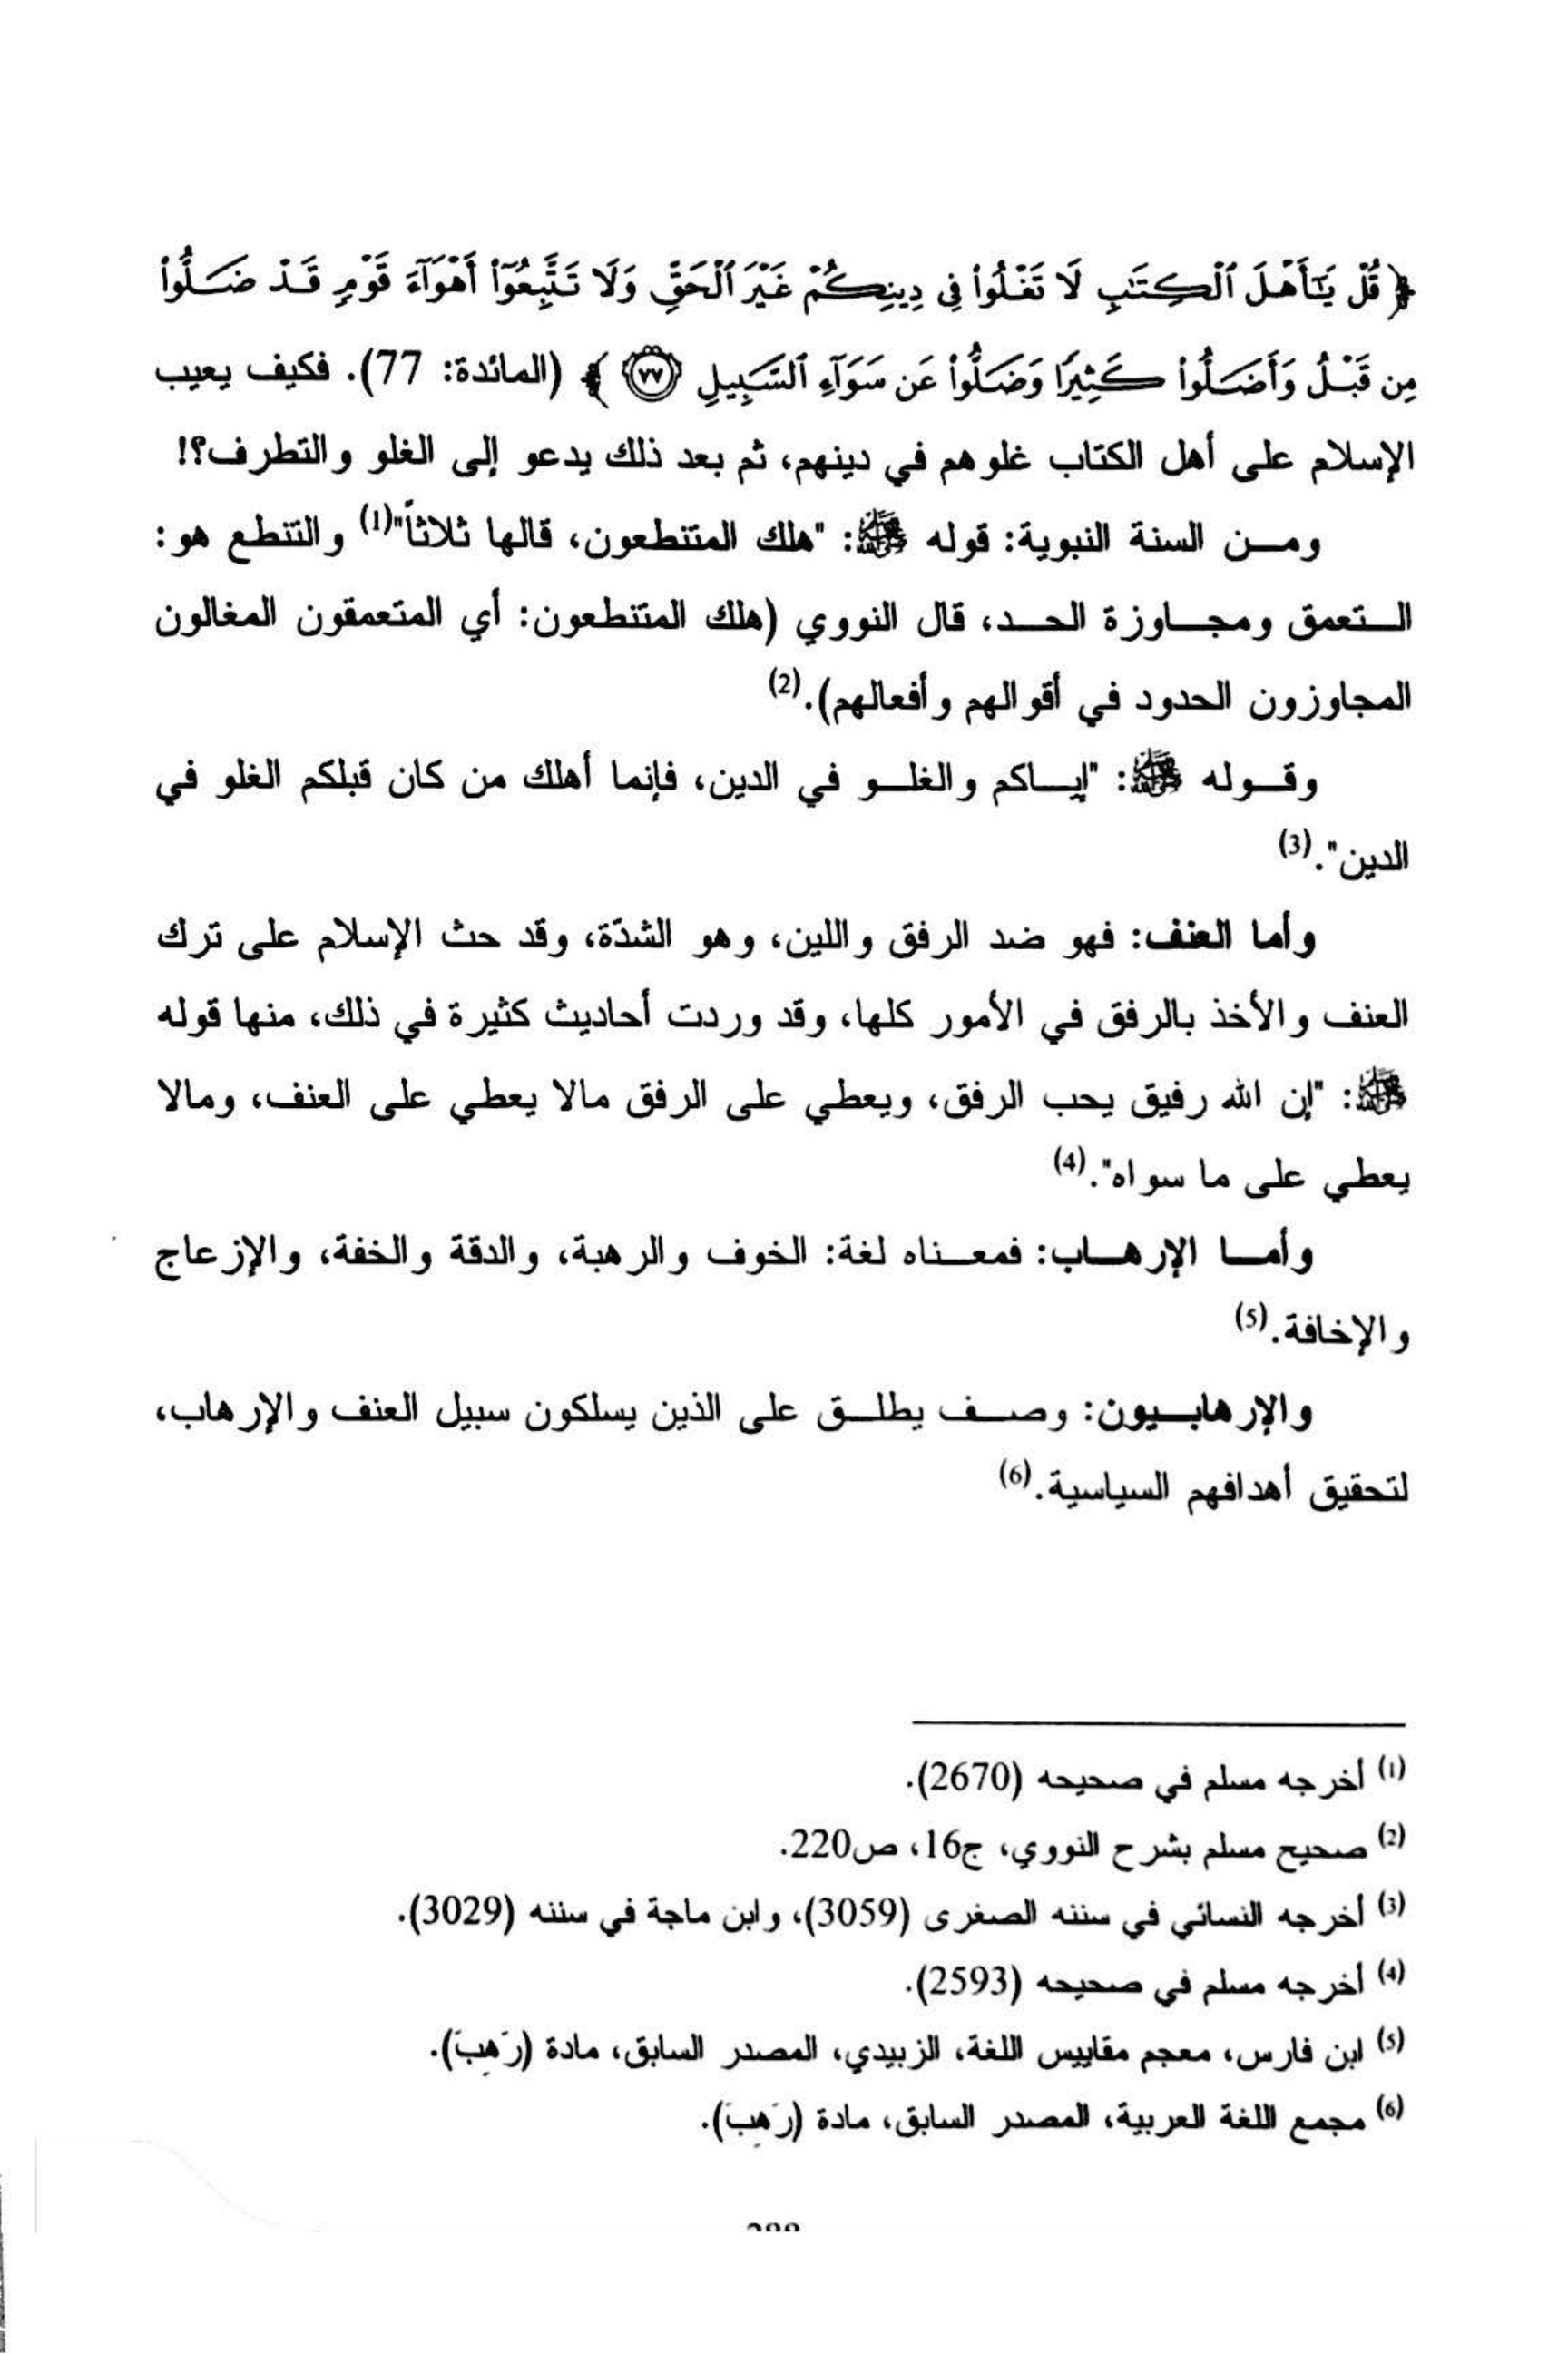 ﴿ قُلْ يَـٰٓأَهْلَ ٱلْكِتَـٰبِ لَا تَغْلُوا۟ فِى دِينِكُمْ غَيْرَ ٱلْحَقِّ وَلَا تَتَّبِعُوٓا۟ أَهْوَآءَ قَوْمٍ قَدْ ضَلُّوا۟
مِن قَبْلُ وَأَضَلُّوا۟ كَثِيرًا وَضَلُّوا۟ عَن سَوَآءِ ٱلسَّبِيلِ ٧٧ ﴾ (المائدة: 77). فكيف يعيب
الإسلام على أهل الكتاب غلوهم في دينهم، ثم بعد ذلك يدعو إلى الغلو والتطرف؟!
ومن السنة النبوية: قوله ﷺ: "هلك المتنطعون، قالها ثلاثاً"(1) والتنطع هو:
التعمق ومجاوزة الحد، قال النووي (هلك المتنطعون: أي المتعمقون المغالون
المجاوزون الحدود في أقوالهم وأفعالهم).(2)
وقوله ﷺ: "إياكم والغلو في الدين، فإنما أهلك من كان قبلكم الغلو في
الدين".(3)
وأما العنف: فهو ضد الرفق واللين، وهو الشدّة، وقد حث الإسلام على ترك
العنف والأخذ بالرفق في الأمور كلها، وقد وردت أحاديث كثيرة في ذلك، منها قوله
ﷺ: "إن الله رفيق يحب الرفق، ويعطي على الرفق مالا يعطي على العنف، ومالا
يعطي على ما سواه".(4)
وأما الإرهاب: فمعناه لغة: الخوف والرهبة، والدقة والخفة، والإزعاج
والإخافة.(5)
والإرهابيون: وصف يطلق على الذين يسلكون سبيل العنف والإرهاب،
لتحقيق أهدافهم السياسية.(6)
(1) أخرجه مسلم في صحيحه (2670).
(2) صحيح مسلم بشرح النووي، ج16، ص220.
(3) أخرجه النسائي في سننه الصغرى (3059)، وابن ماجة في سننه (3029).
(4) أخرجه مسلم في صحيحه (2593).
(5) ابن فارس، معجم مقاييس اللغة، الزبيدي، المصدر السابق، مادة (رَهِبَ).
(6) مجمع اللغة العربية، المصدر السابق، مادة (رَهِبَ).